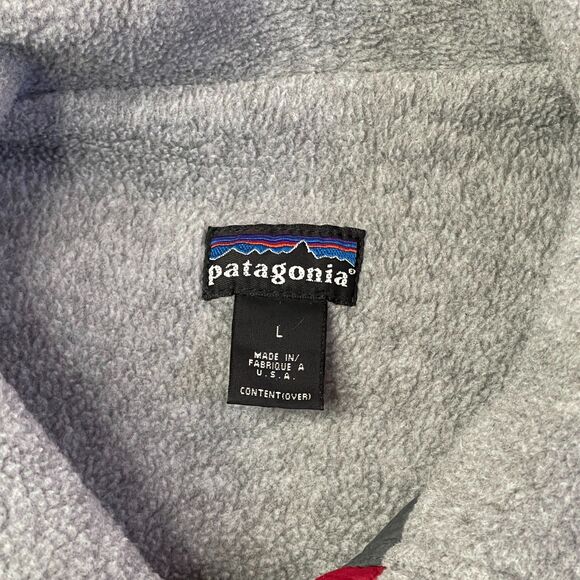 patagonia®
L
MADE IN/
FABRIQUE A
U.S.A.
CONTENT(OVER)